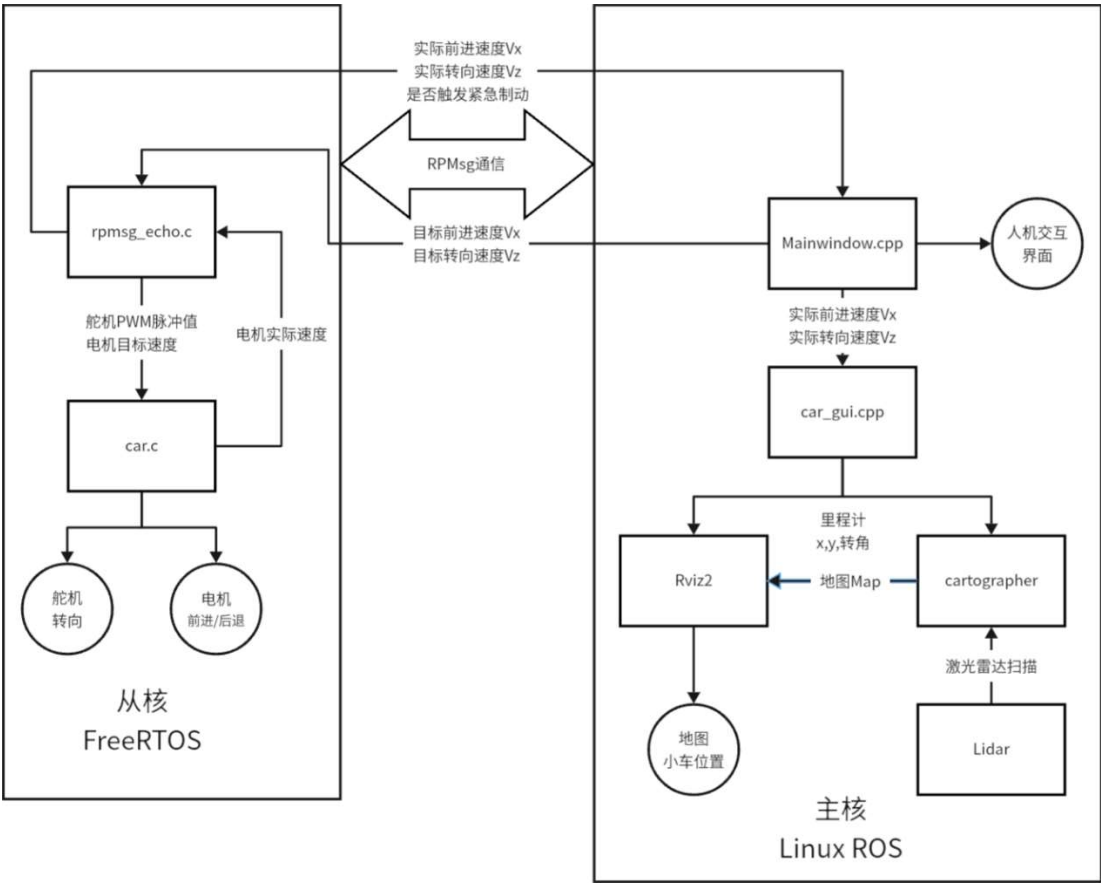 实际前进速度Vx
实际转向速度Vz
是否触发紧急制动
RPMsg通信
目标前进速度Vx
目标转向速度Vz
rpmsg_echo.c
舵机PWM脉冲值
电机目标速度
电机实际速度
car.c
舵机
转向
电机
前进/后退
从核
FreeRTOS
Mainwindow.cpp
人机交互
界面
实际前进速度Vx
实际转向速度Vz
car_gui.cpp
里程计
x,y,转角
Rviz2
地图Map
cartographer
激光雷达扫描
地图
小车位置
Lidar
主核
Linux ROS